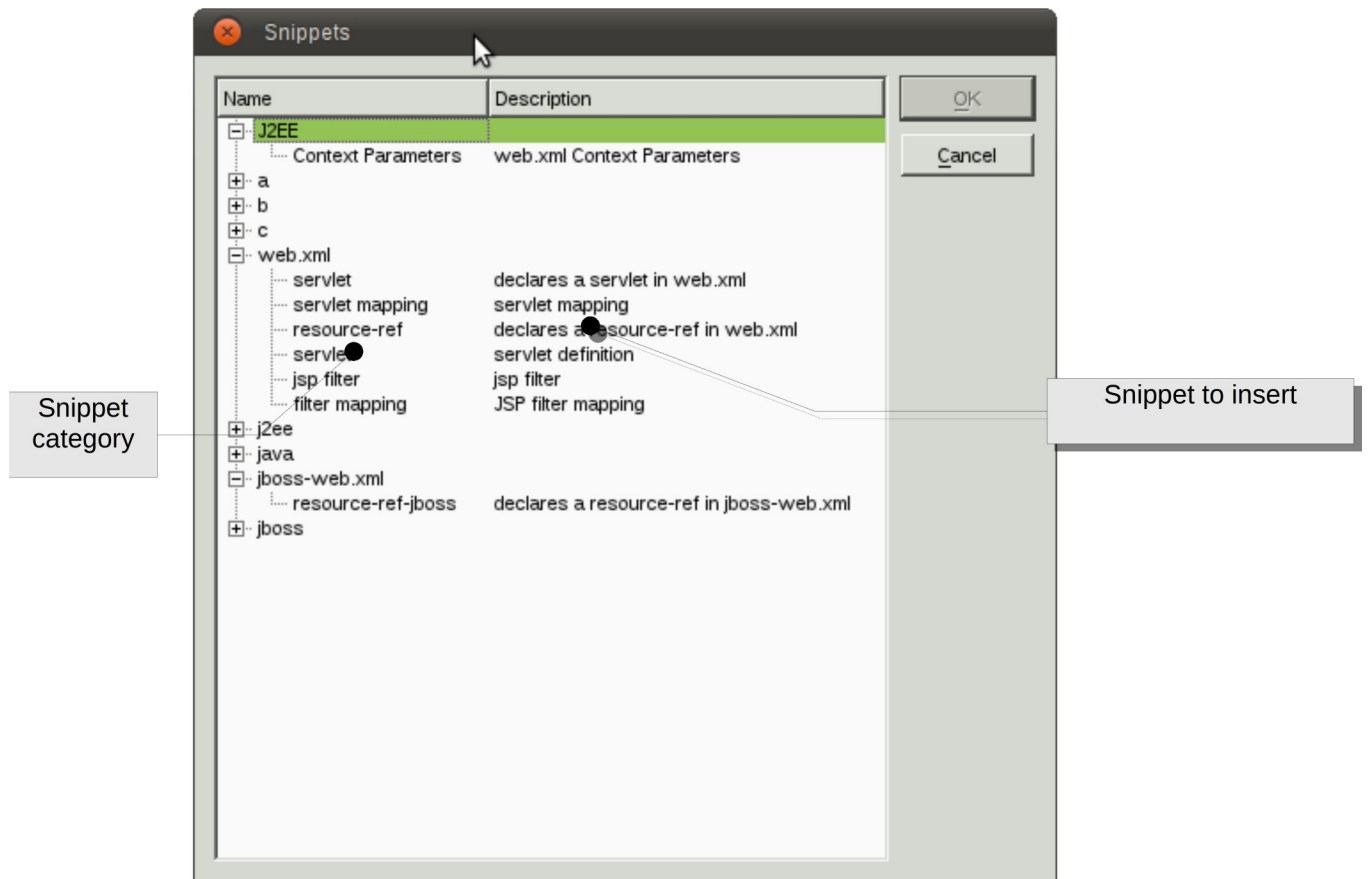 Snippets
Name Description OK
J2EE
Context Parameters web.xml Context Parameters Cancel
a
b
c
web.xml
servlet declares a servlet in web.xml
servlet mapping servlet mapping
resource-ref declares a resource-ref in web.xml
servlet servlet definition
jsp filter jsp filter
filter mapping JSP filter mapping
j2ee
java
jboss-web.xml
resource-ref-jboss declares a resource-ref in jboss-web.xml
jboss
Snippet
category
Snippet to insert